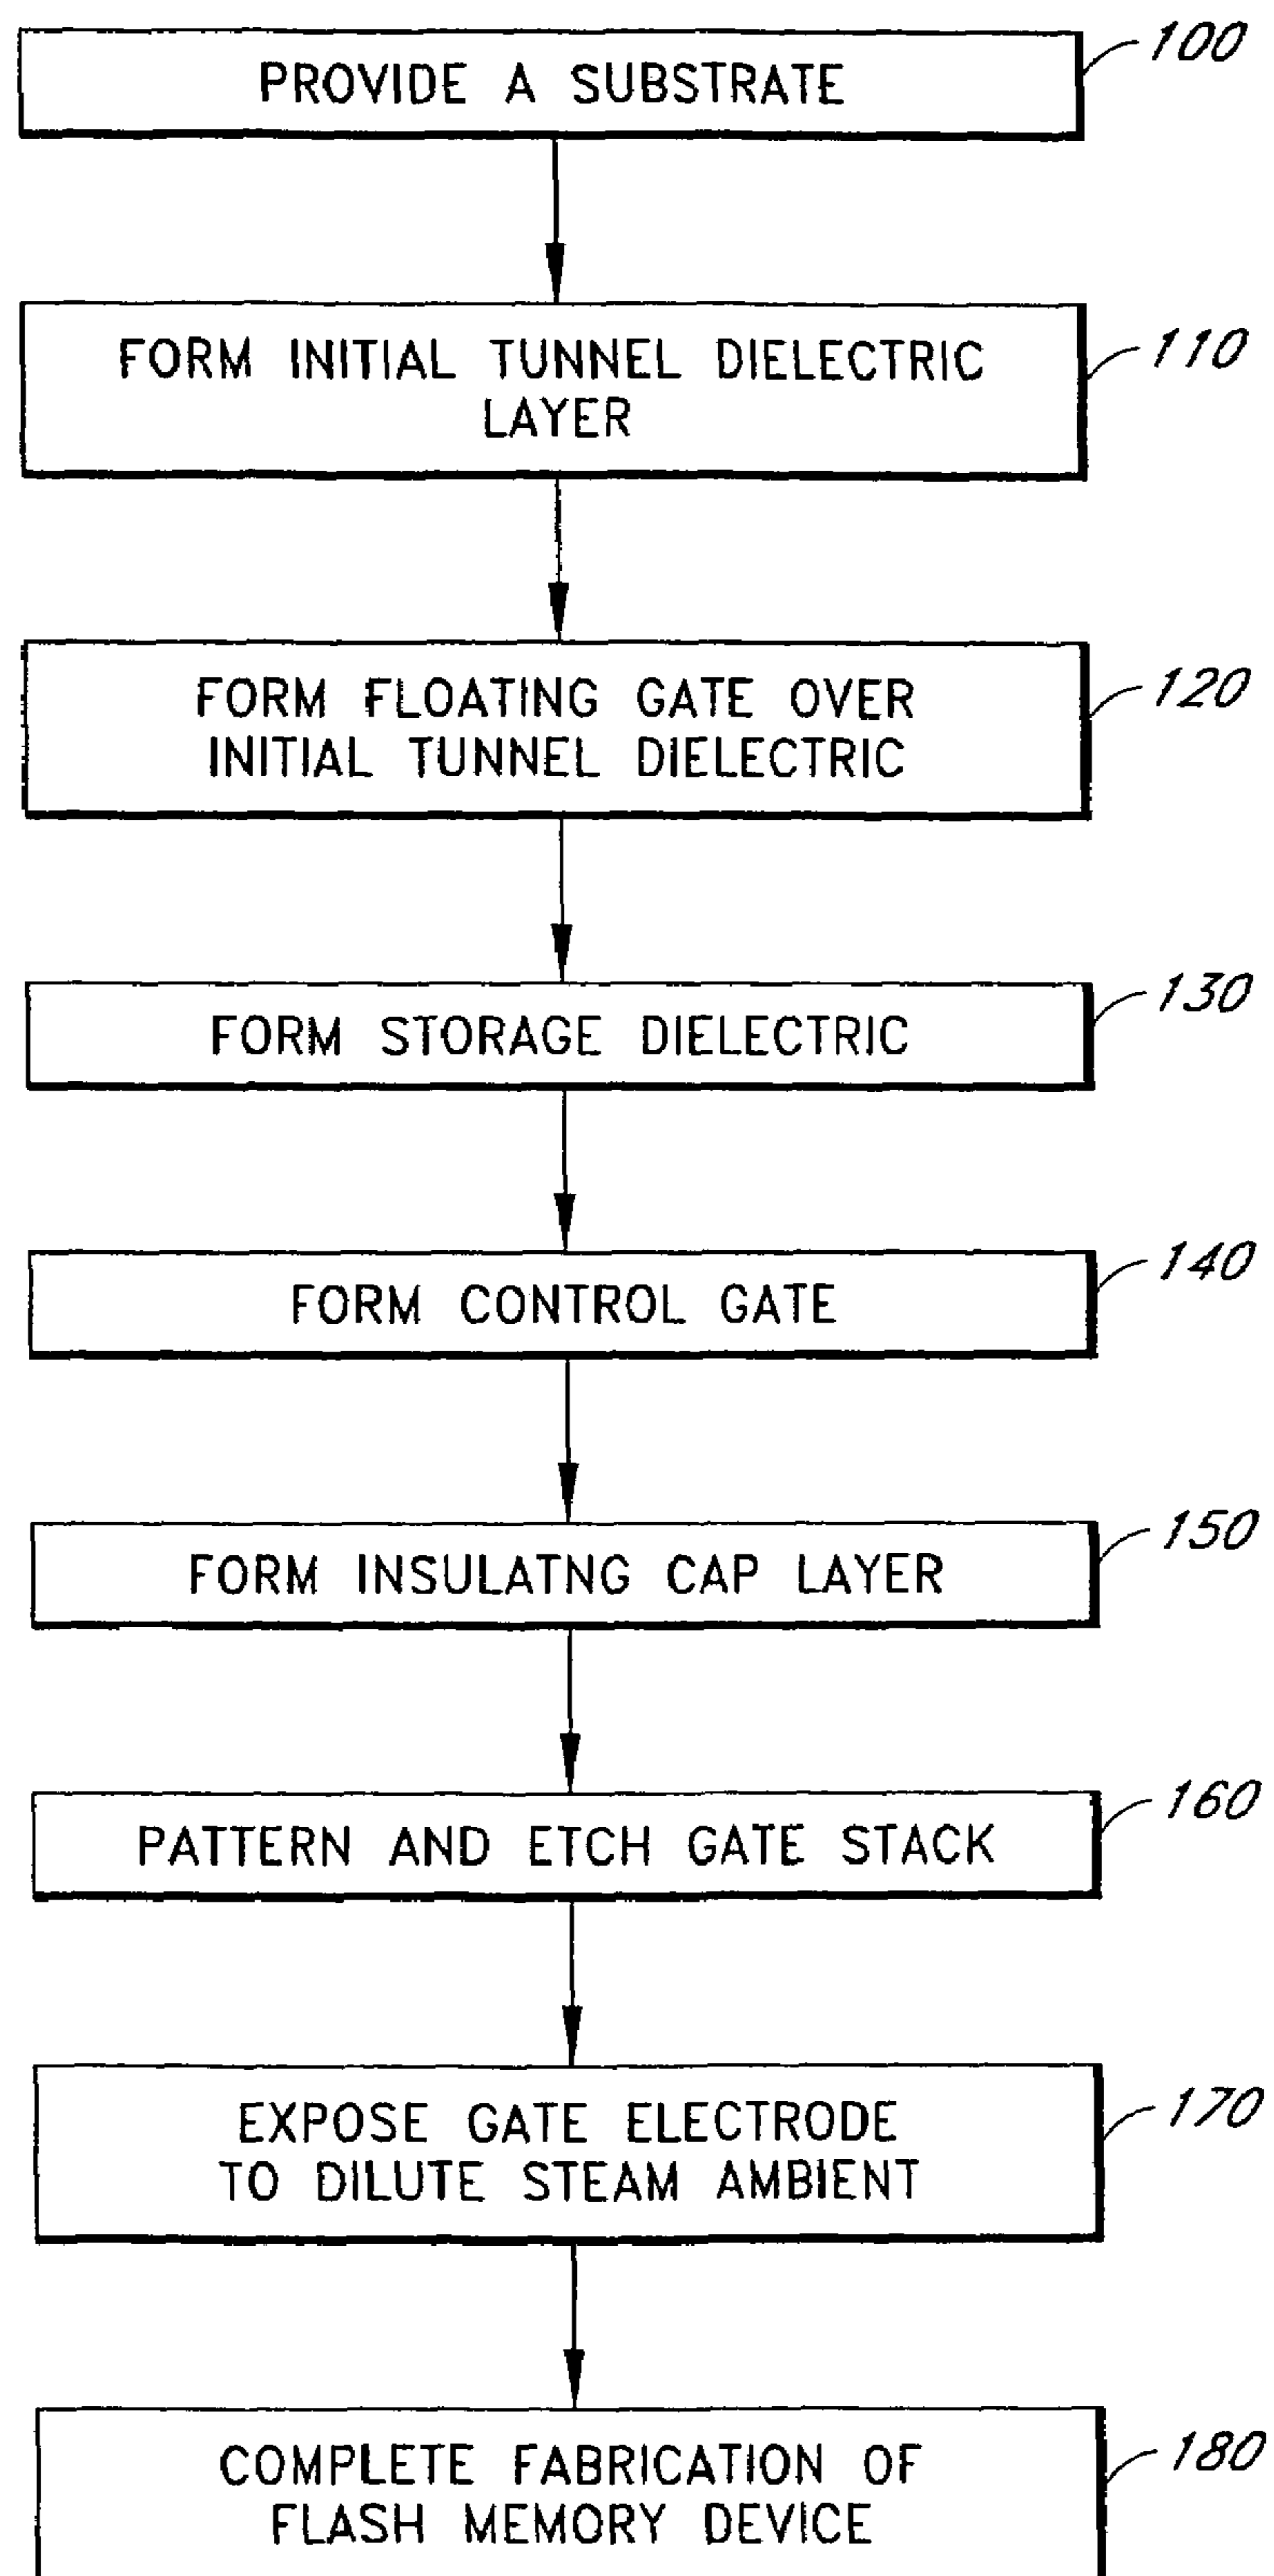 PROVIDE A SUBSTRATE
100
FORM INITIAL TUNNEL DIELECTRIC
LAYER
110
FORM FLOATING GATE OVER
INITIAL TUNNEL DIELECTRIC
120
FORM STORAGE DIELECTRIC
130
FORM CONTROL GATE
140
FORM INSULATNG CAP LAYER
150
PATTERN AND ETCH GATE STACK
160
EXPOSE GATE ELECTRODE
TO DILUTE STEAM AMBIENT
170
COMPLETE FABRICATION OF
FLASH MEMORY DEVICE
180